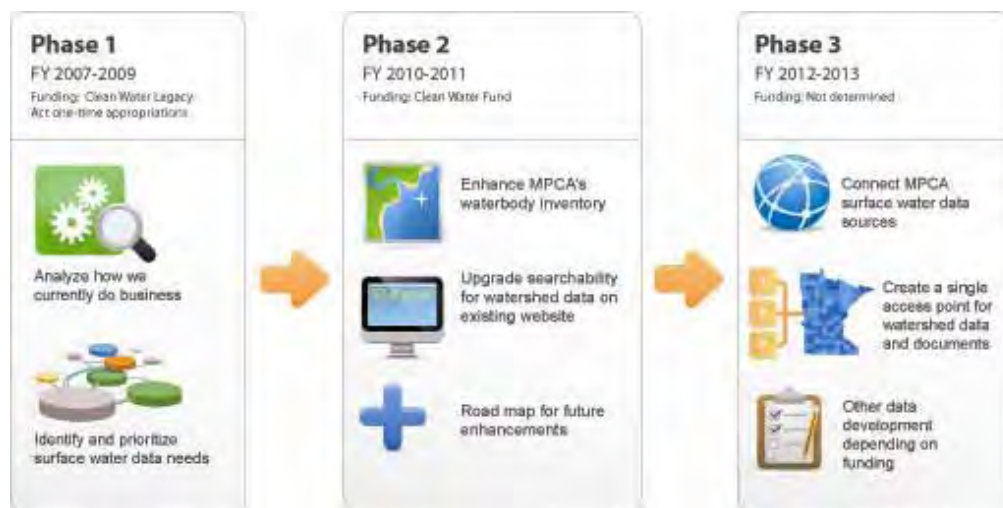 Phase 1
FY 2007-2009
Funding: Clean Water Legacy
Act one-time appropriations
Analyze how we
currently do business
Identify and prioritize
surface water data needs
Phase 2
FY 2010-2011
Funding: Clean Water Fund
Enhance MPCA's
waterbody inventory
Upgrade searchability
for watershed data on
existing website
Road map for future
enhancements
Phase 3
FY 2012-2013
Funding: Not determined
Connect MPCA
surface water data
sources
Create a single
access point for
watershed data
and documents
Other data
development
depending on
funding